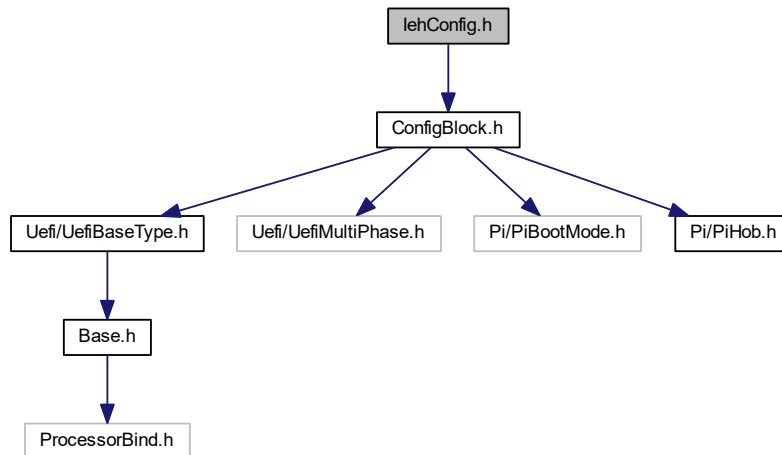 IehConfig.h
ConfigBlock.h
Uefi/UefiBaseType.h
Uefi/UefiMultiPhase.h
Pi/PiBootMode.h
Pi/PiHob.h
Base.h
ProcessorBind.h